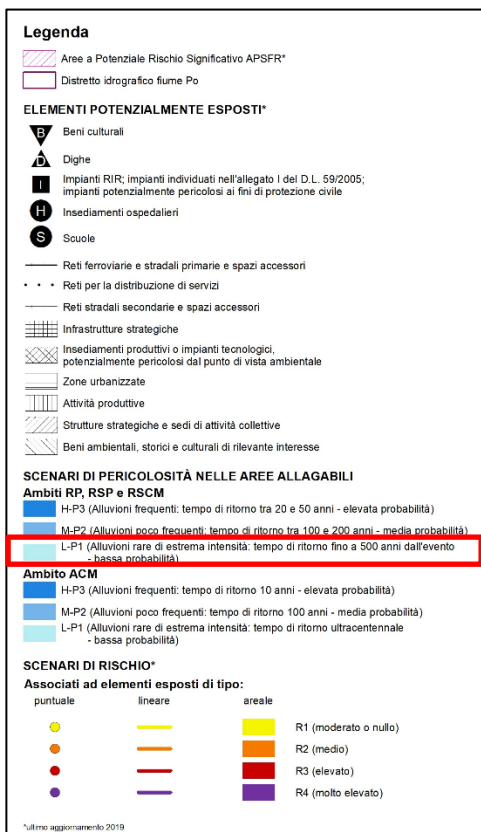 Legenda
Aree a Potenziale Rischio Significativo APSFR*
Distretto idrografico fiume Po
ELEMENTI POTENZIALMENTE ESPOSTI*
B Beni culturali
D Dighe
I Impianti RIR; impianti individuati nell'allegato I del D.L. 59/2005;
impianti potenzialmente pericolosi ai fini di protezione civile
H Insediamenti ospedalieri
S Scuole
Reti ferroviarie e stradali primarie e spazi accessori
Reti per la distribuzione di servizi
Reti stradali secondarie e spazi accessori
Infrastrutture strategiche
Insediamenti produttivi o impianti tecnologici,
potenzialmente pericolosi dal punto di vista ambientale
Zone urbanizzate
Attività produttive
Strutture strategiche e sedi di attività collettive
Beni ambientali, storici e culturali di rilevante interesse
SCENARI DI PERICOLOSITÀ NELLE AREE ALLAGABILI
Ambiti RP, RSP e RSCM
H-P3 (Alluvioni frequenti: tempo di ritorno tra 20 e 50 anni - elevata probabilità)
M-P2 (Alluvioni poco frequenti: tempo di ritorno tra 100 e 200 anni - media probabilità)
L-P1 (Alluvioni rare di estrema intensità: tempo di ritorno fino a 500 anni dall'evento
- bassa probabilità)
Ambito ACM
H-P3 (Alluvioni frequenti: tempo di ritorno 10 anni - elevata probabilità)
M-P2 (Alluvioni poco frequenti: tempo di ritorno 100 anni - media probabilità)
L-P1 (Alluvioni rare di estrema intensità: tempo di ritorno ultracentennale
- bassa probabilità)
SCENARI DI RISCHIO*
Associati ad elementi esposti di tipo:
puntuale lineare areale
R1 (moderato o nullo)
R2 (medio)
R3 (elevato)
R4 (molto elevato)
*ultimo aggiornamento 2019